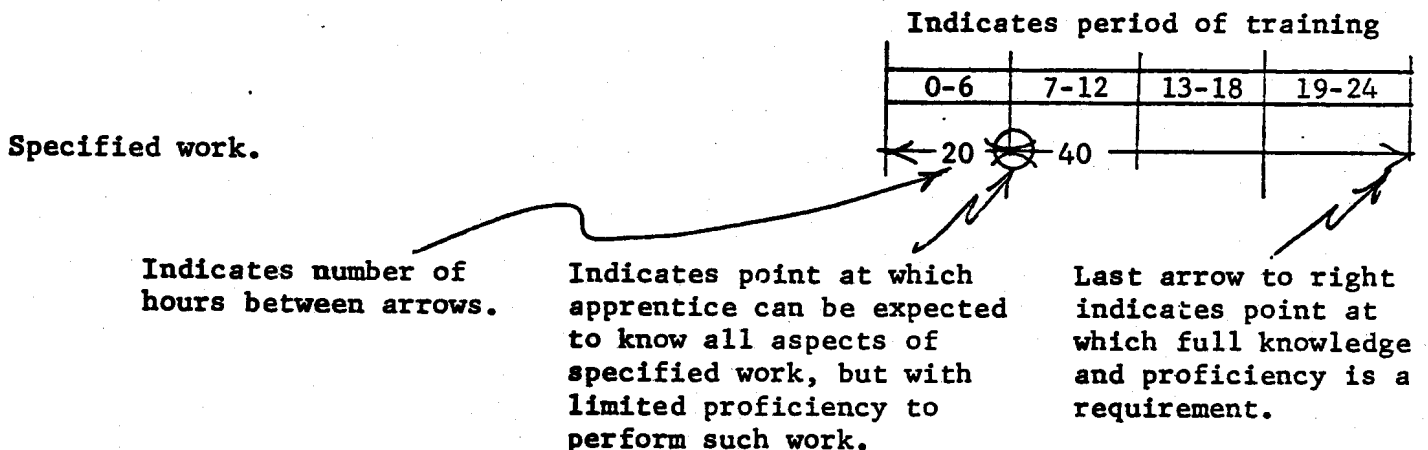 Indicates period of training
0-6 7-12 13-18 19-24
Specified work.
20 40
Indicates number of
hours between arrows.
Indicates point at which
apprentice can be expected
to know all aspects of
specified work, but with
limited proficiency to
perform such work.
Last arrow to right
indicates point at
which full knowledge
and proficiency is a
requirement.